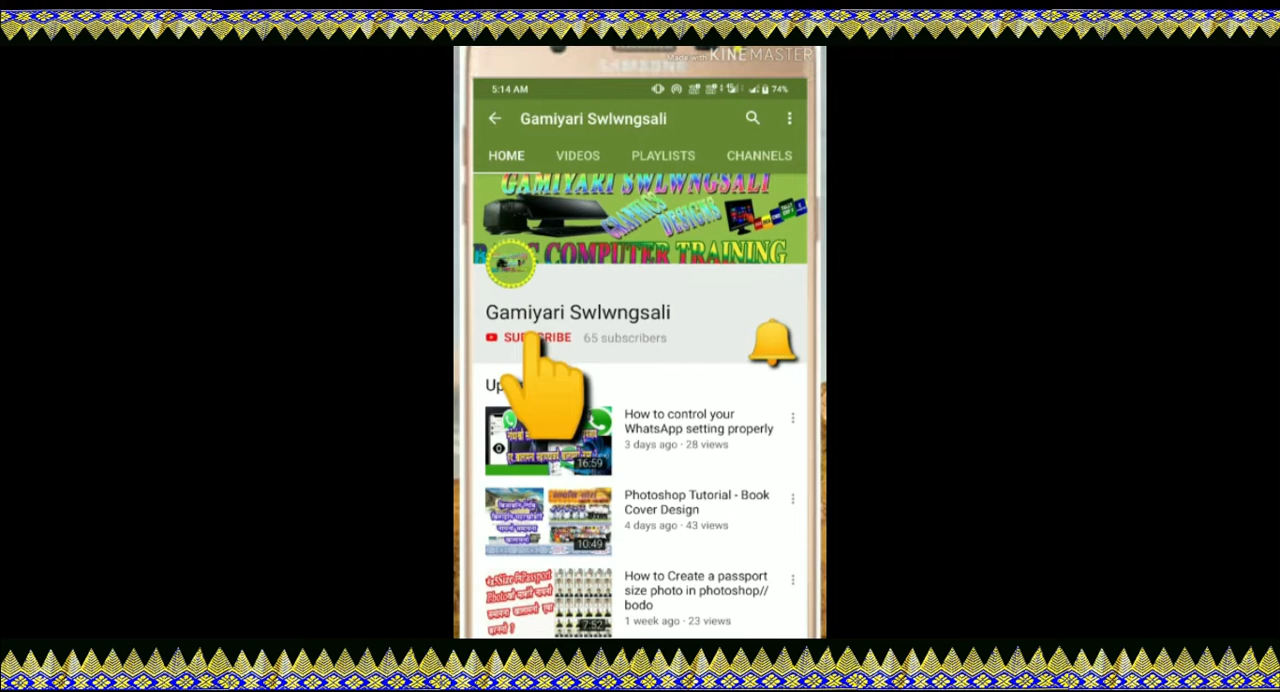 Made with KINEMASTER
SAMSUNG
5:14 AM
74%
Gamiyari Swlwngsali
HOME VIDEOS PLAYLISTS CHANNELS
GAMIYARI SWLWNGSALI
GRAPHICS
DESIGNS
COMPUTER TRAINING
Gamiyari Swlwngsali
SUBSCRIBE 65 subscribers
How to control your
WhatsApp setting properly
3 days ago · 28 views
16:59
Photoshop Tutorial - Book
Cover Design
4 days ago · 43 views
10:49
How to Create a passport
size photo in photoshop//
bodo
1 week ago · 23 views
7:52